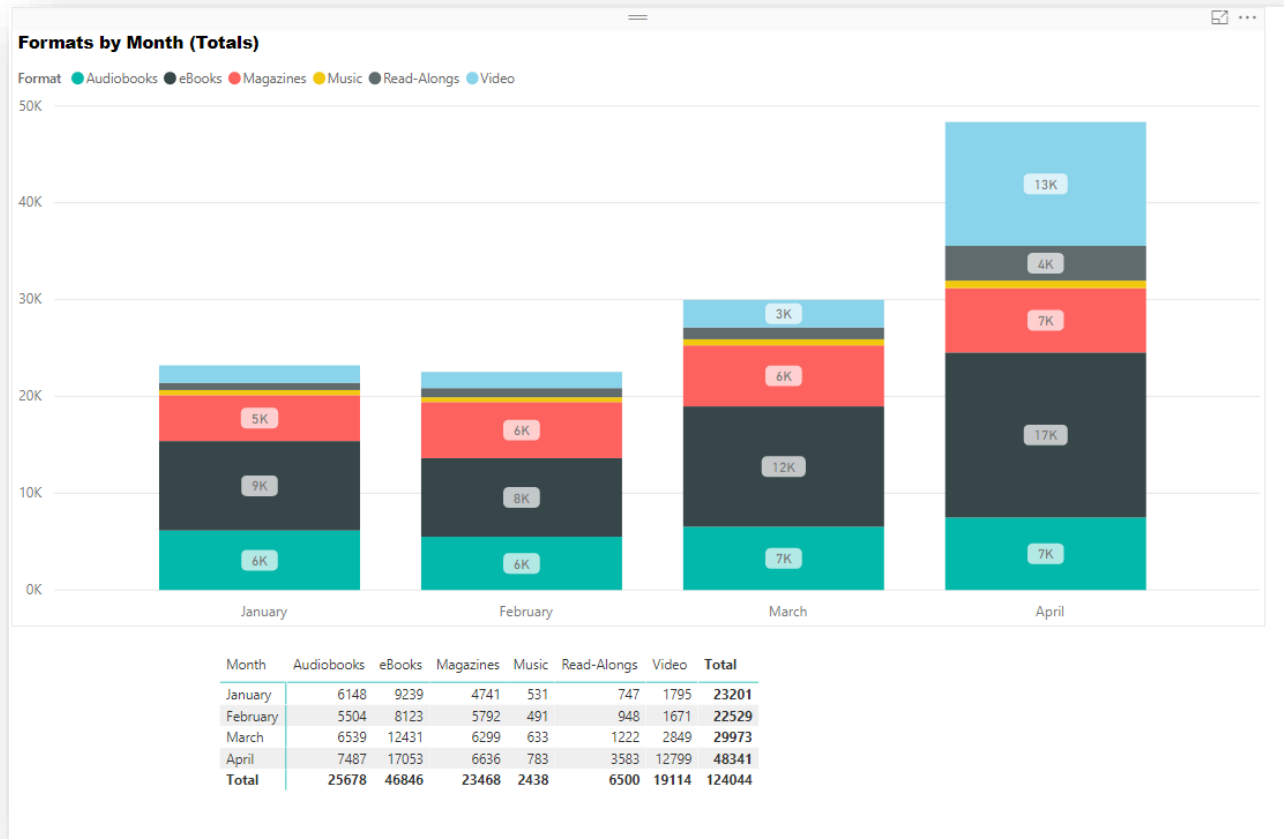 Formats by Month (Totals)
Format Audiobooks eBooks Magazines Music Read-Alongs Video
50K
40K
30K
20K
10K
0K
5K
9K
6K
6K
8K
6K
3K
6K
12K
7K
13K
4K
7K
17K
7K
January February March April
Month Audiobooks eBooks Magazines Music Read-Alongs Video Total
January 6148 9239 4741 531 747 1795 23201
February 5504 8123 5792 491 948 1671 22529
March 6539 12431 6299 633 1222 2849 29973
April 7487 17053 6636 783 3583 12799 48341
Total 25678 46846 23468 2438 6500 19114 124044